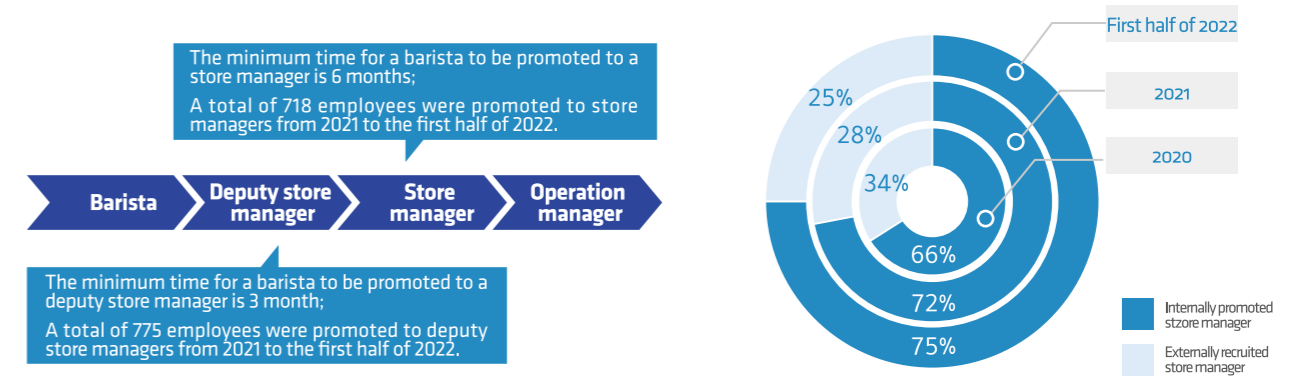 The minimum time for a barista to be promoted to a
store manager is 6 months;
A total of 718 employees were promoted to store
managers from 2021 to the first half of 2022.
Barista
Deputy store
manager
Store
manager
Operation
manager
The minimum time for a barista to be promoted to a
deputy store manager is 3 month;
A total of 775 employees were promoted to deputy
store managers from 2021 to the first half of 2022.
First half of 2022
2021
2020
25%
28%
34%
66%
72%
75%
Internally promoted
stzore manager
Externally recruited
store manager